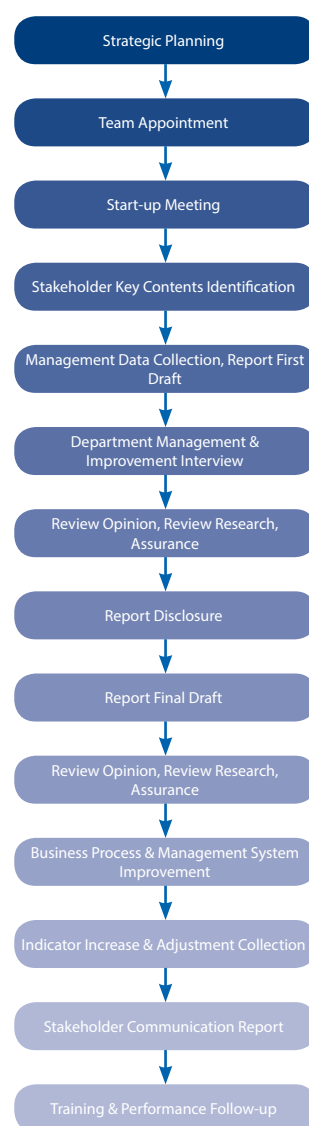 Strategic Planning
Team Appointment
Start-up Meeting
Stakeholder Key Contents Identification
Management Data Collection, Report First
Draft
Department Management &
Improvement Interview
Review Opinion, Review Research,
Assurance
Report Disclosure
Report Final Draft
Review Opinion, Review Research,
Assurance
Business Process & Management System
Improvement
Indicator Increase & Adjustment Collection
Stakeholder Communication Report
Training & Performance Follow-up